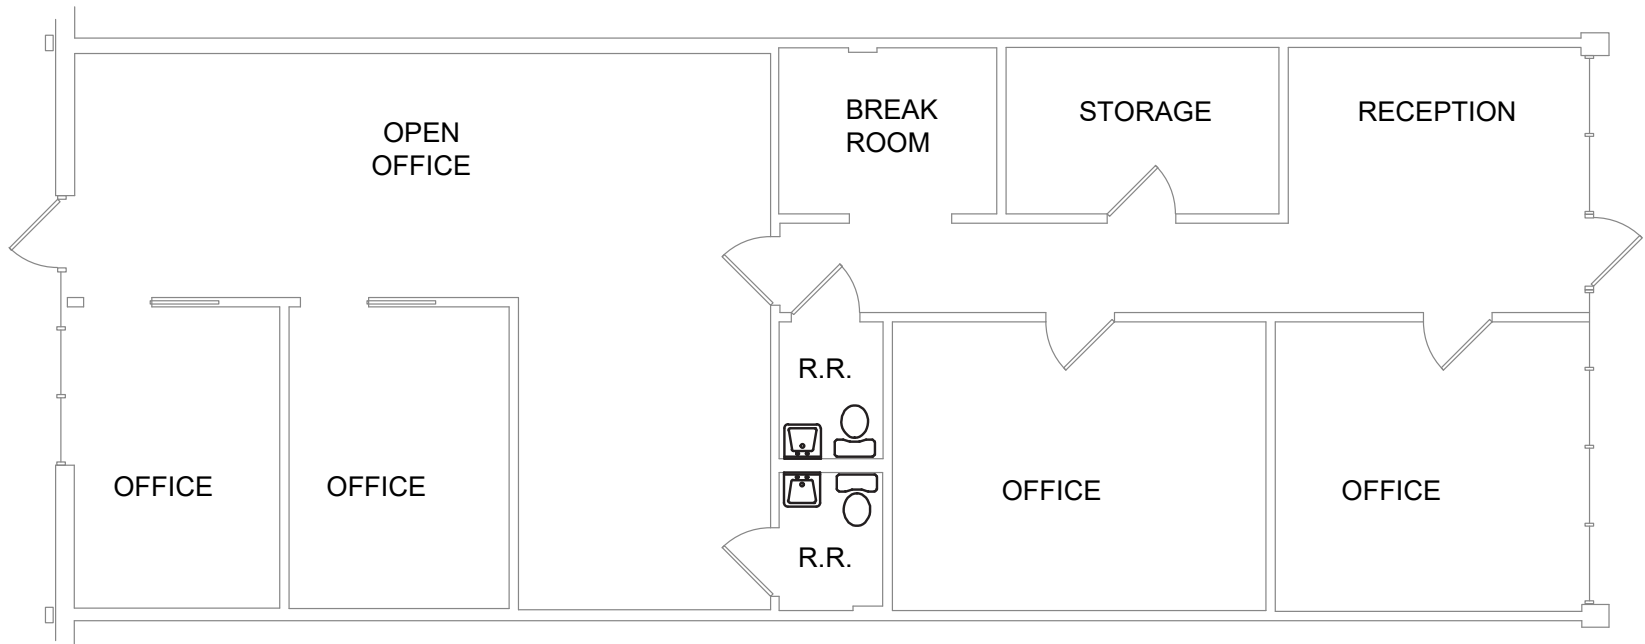 OPEN
OFFICE
BREAK
ROOM
STORAGE
RECEPTION
R.R.
OFFICE
OFFICE
OFFICE
OFFICE
R.R.